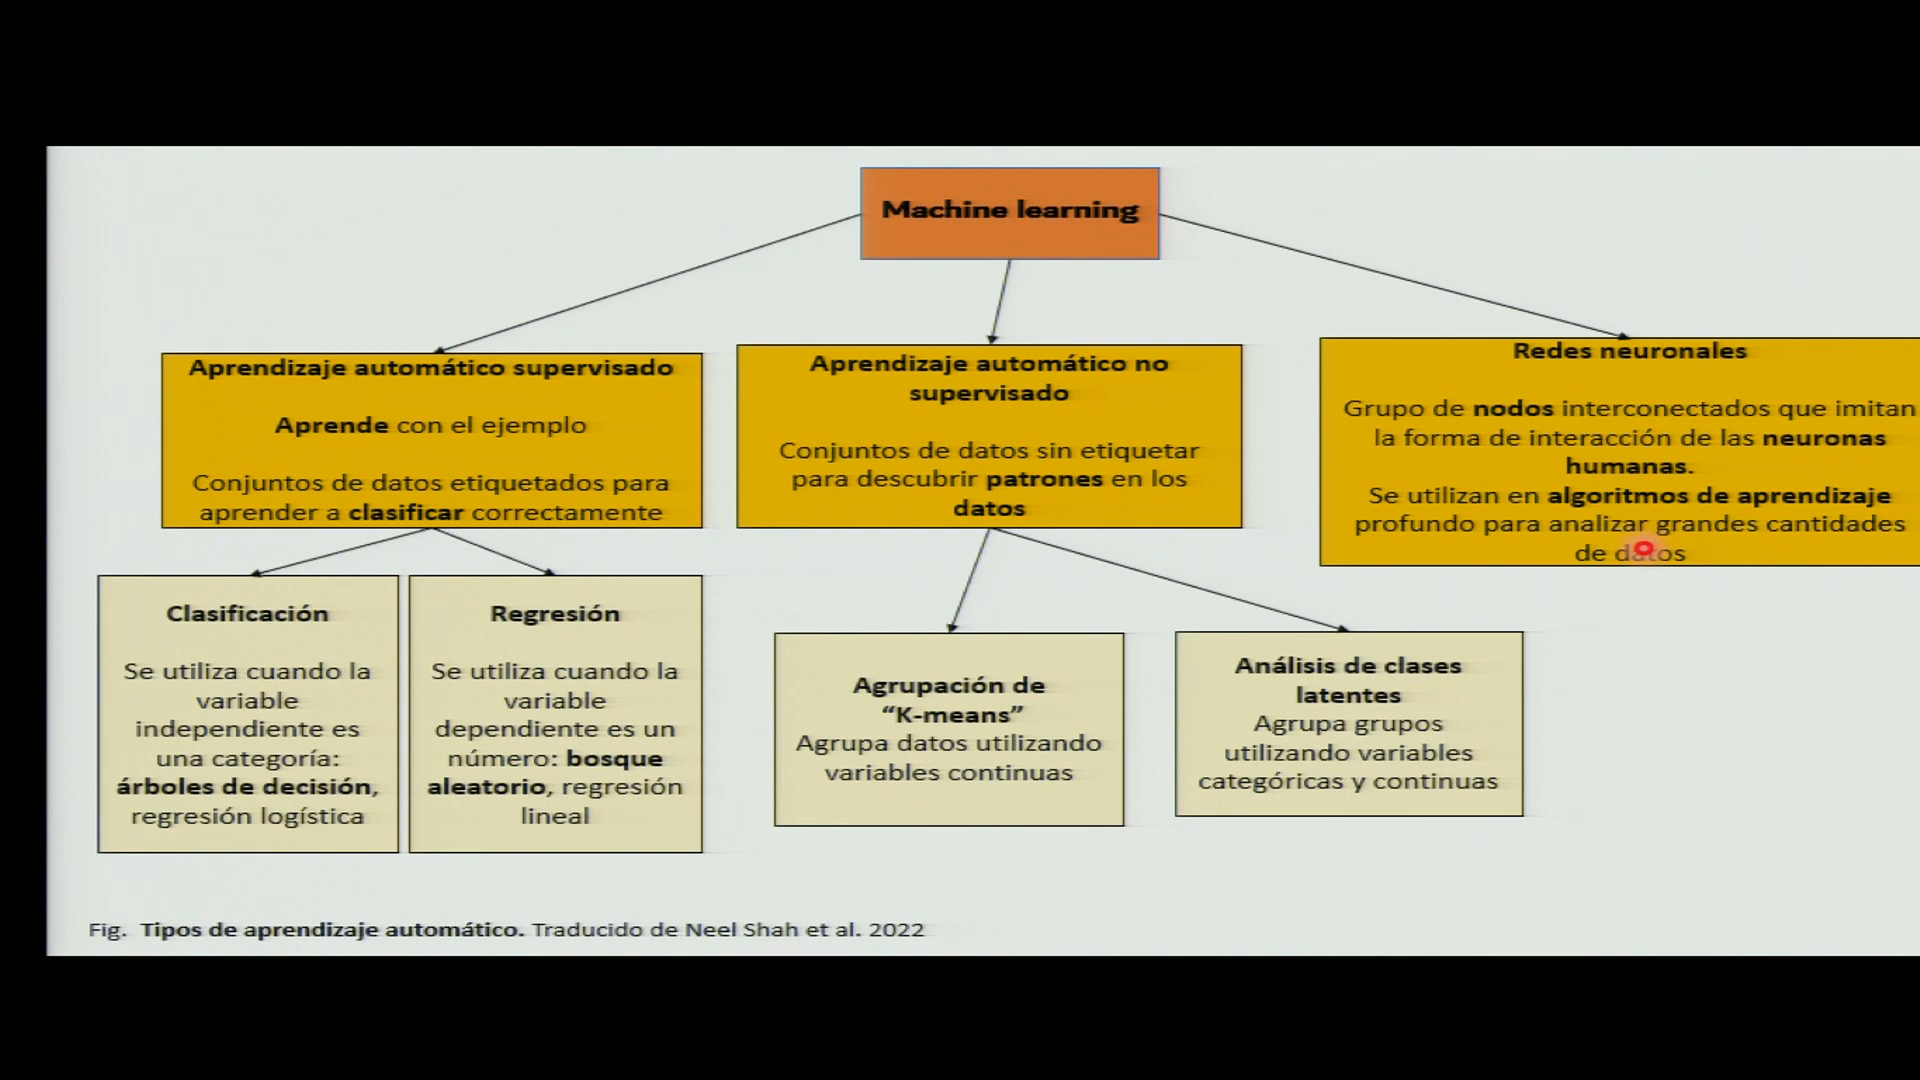 Machine learning
Aprendizaje automático supervisado
Aprende con el ejemplo
Conjuntos de datos etiquetados para
aprender a clasificar correctamente
Aprendizaje automático no
supervisado
Conjuntos de datos sin etiquetar
para descubrir patrones en los
datos
Redes neuronales
Grupo de nodos interconectados que imitan
la forma de interacción de las neuronas
humanas.
Se utilizan en algoritmos de aprendizaje
profundo para analizar grandes cantidades
de datos
Clasificación
Se utiliza cuando la
variable
independiente es
una categoría:
árboles de decisión,
regresión logística
Regresión
Se utiliza cuando la
variable
dependiente es un
número: bosque
aleatorio, regresión
lineal
Agrupación de
“K-means”
Agrupa datos utilizando
variables continuas
Análisis de clases
latentes
Agrupa grupos
utilizando variables
categóricas y continuas
Fig. Tipos de aprendizaje automático. Traducido de Neel Shah et al. 2022